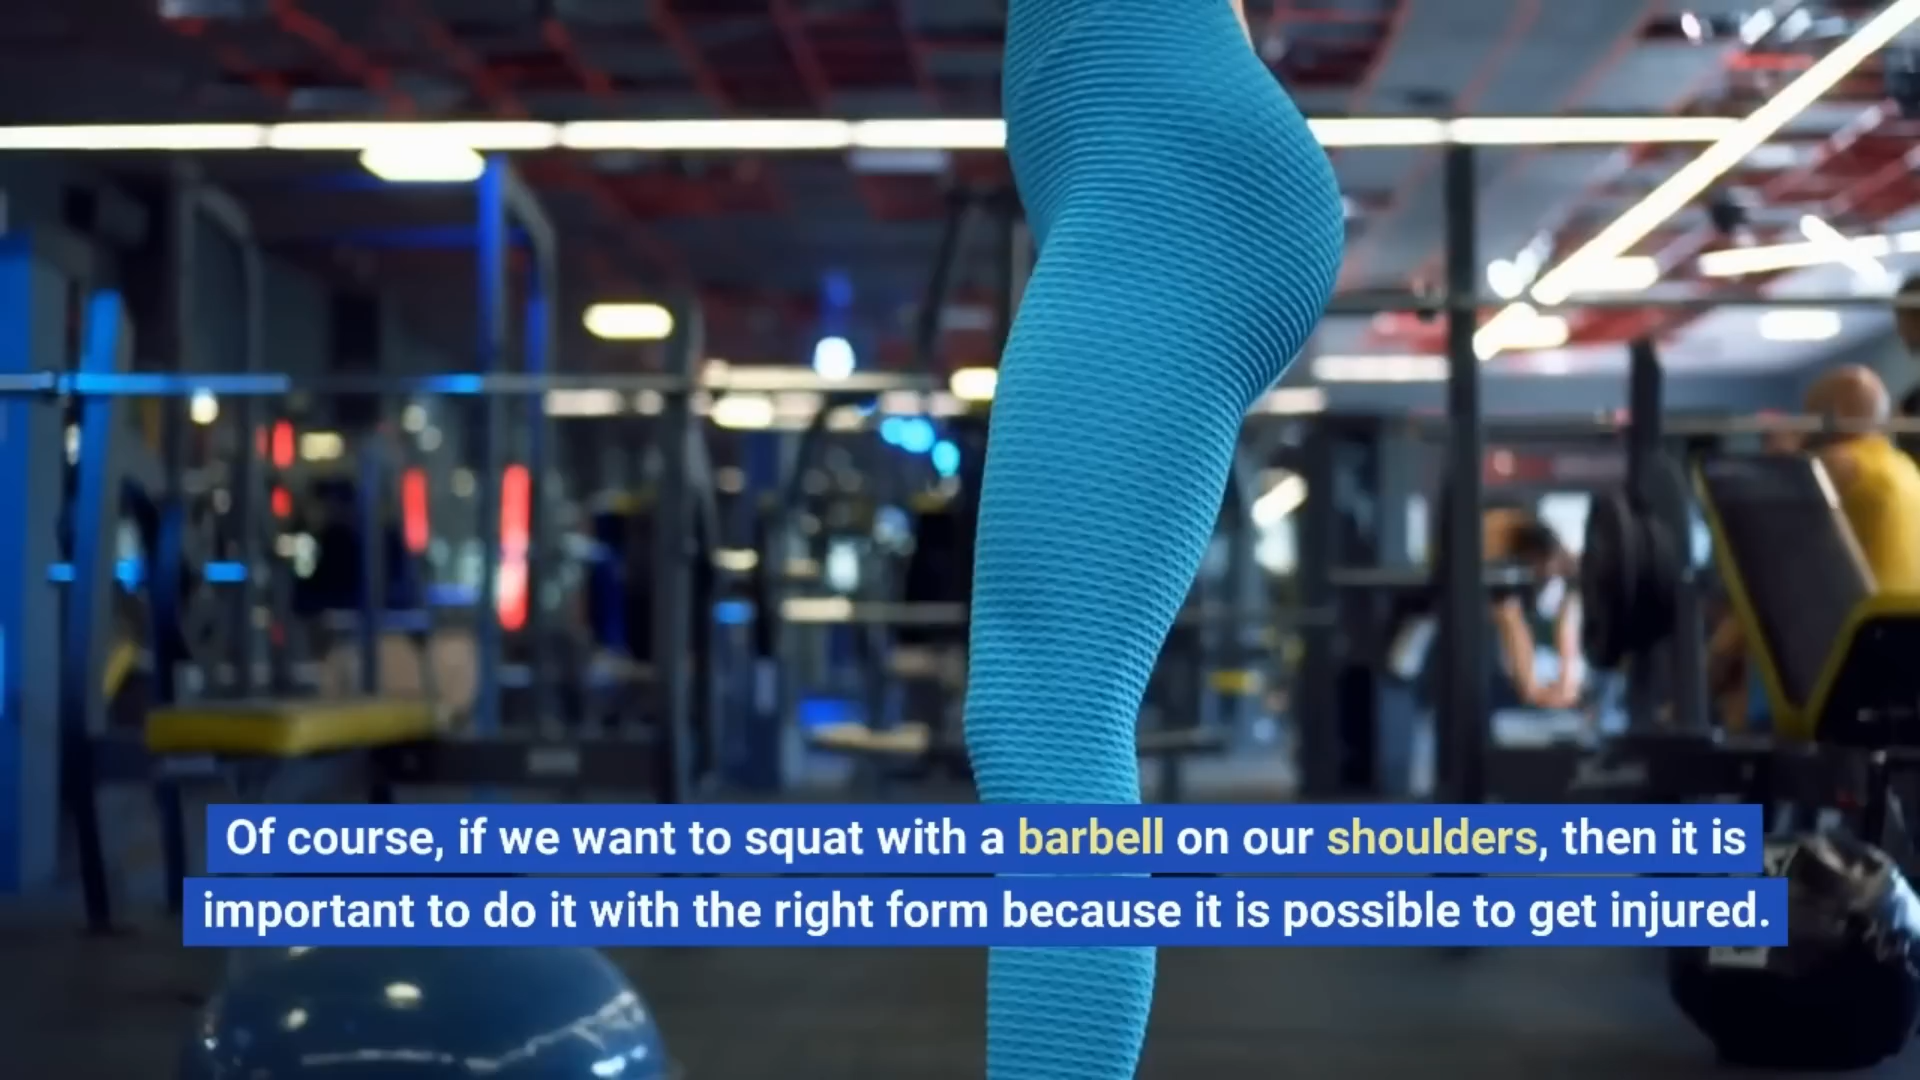 Of course, if we want to squat with a barbell on our shoulders, then it is
important to do it with the right form because it is possible to get injured.